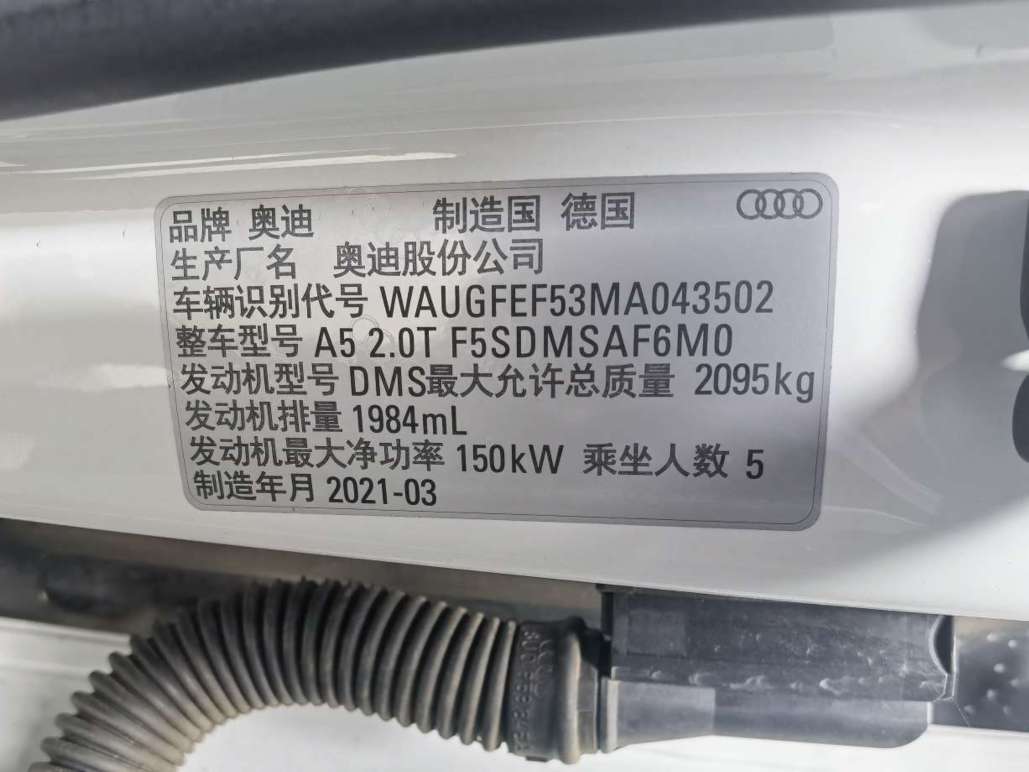 品牌 奥迪 制造国 德国
生产厂名 奥迪股份公司
车辆识别代号 WAUGFEF53MA043502
整车型号 A5 2.0T F5SDMSAF6M0
发动机型号 DMS最大允许总质量 2095kg
发动机排量 1984mL
发动机最大净功率 150kW 乘坐人数 5
制造年月 2021-03